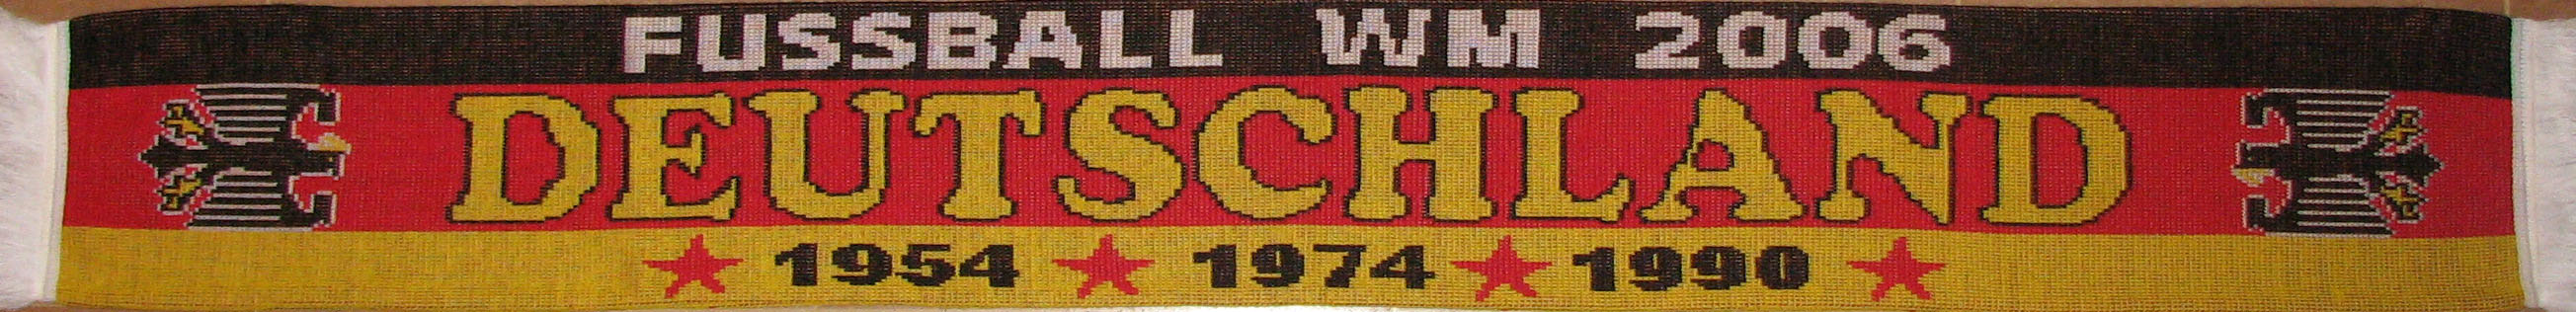 FUSSBALL WM 2006
DEUTSCHLAND
★ 1954 ★ 1974 ★ 1990 ★